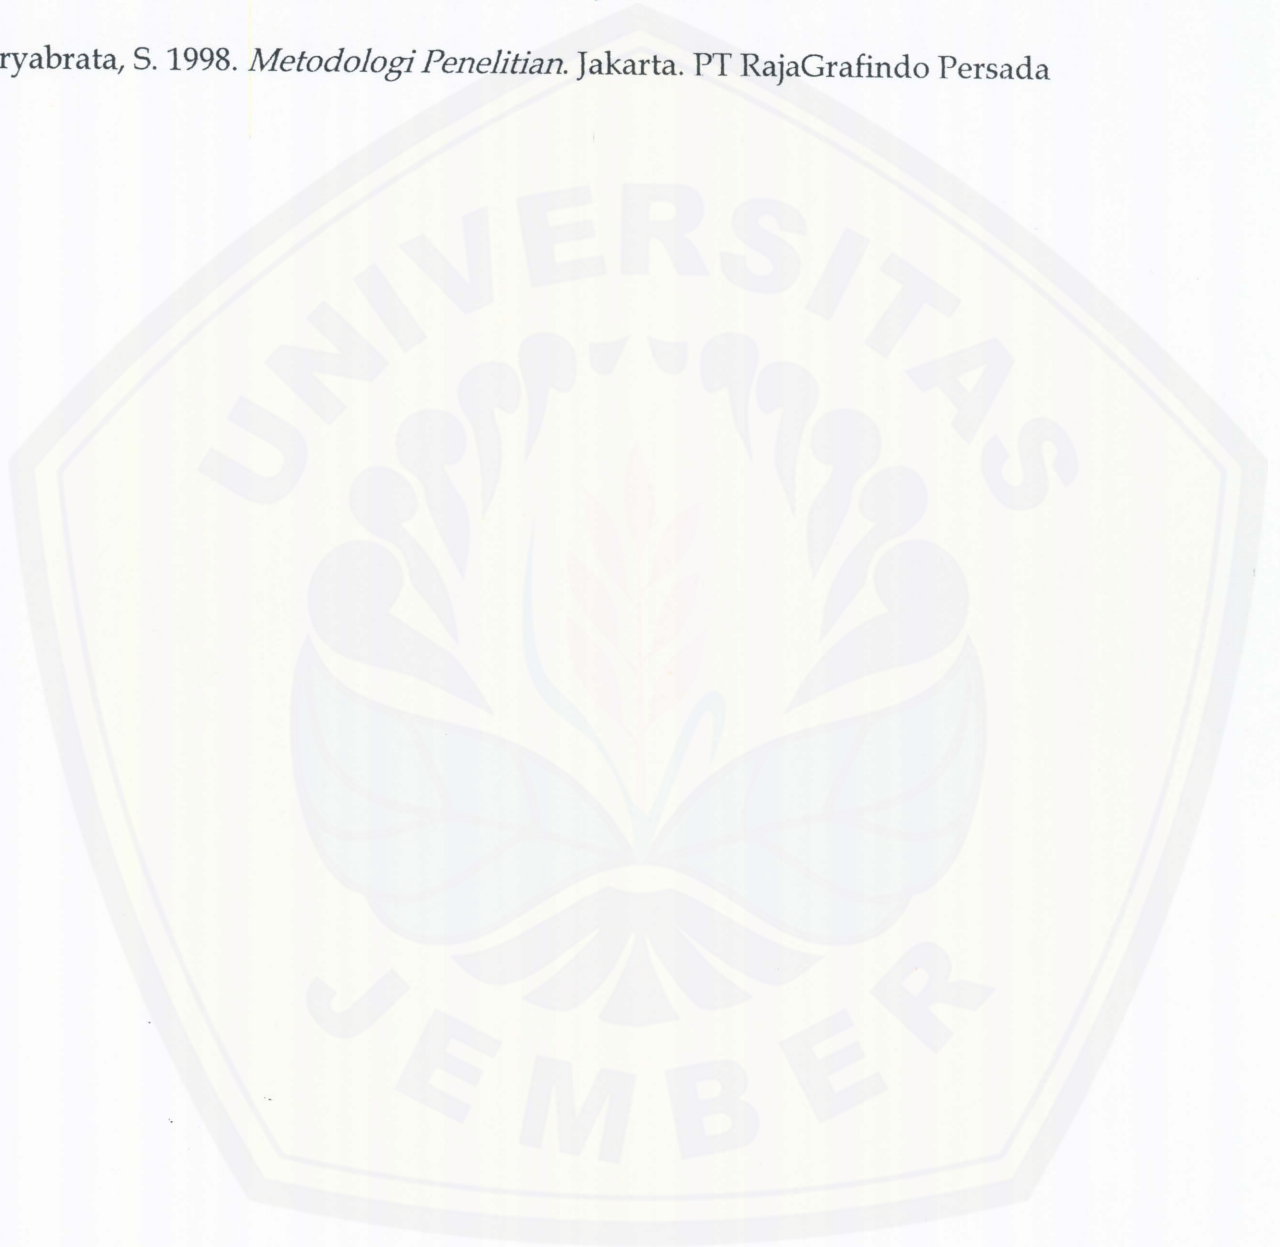 ryabrata, S. 1998. Metodologi Penelitian. Jakarta. PT RajaGrafindo Persada
UNIVERSITAS
JEMBER